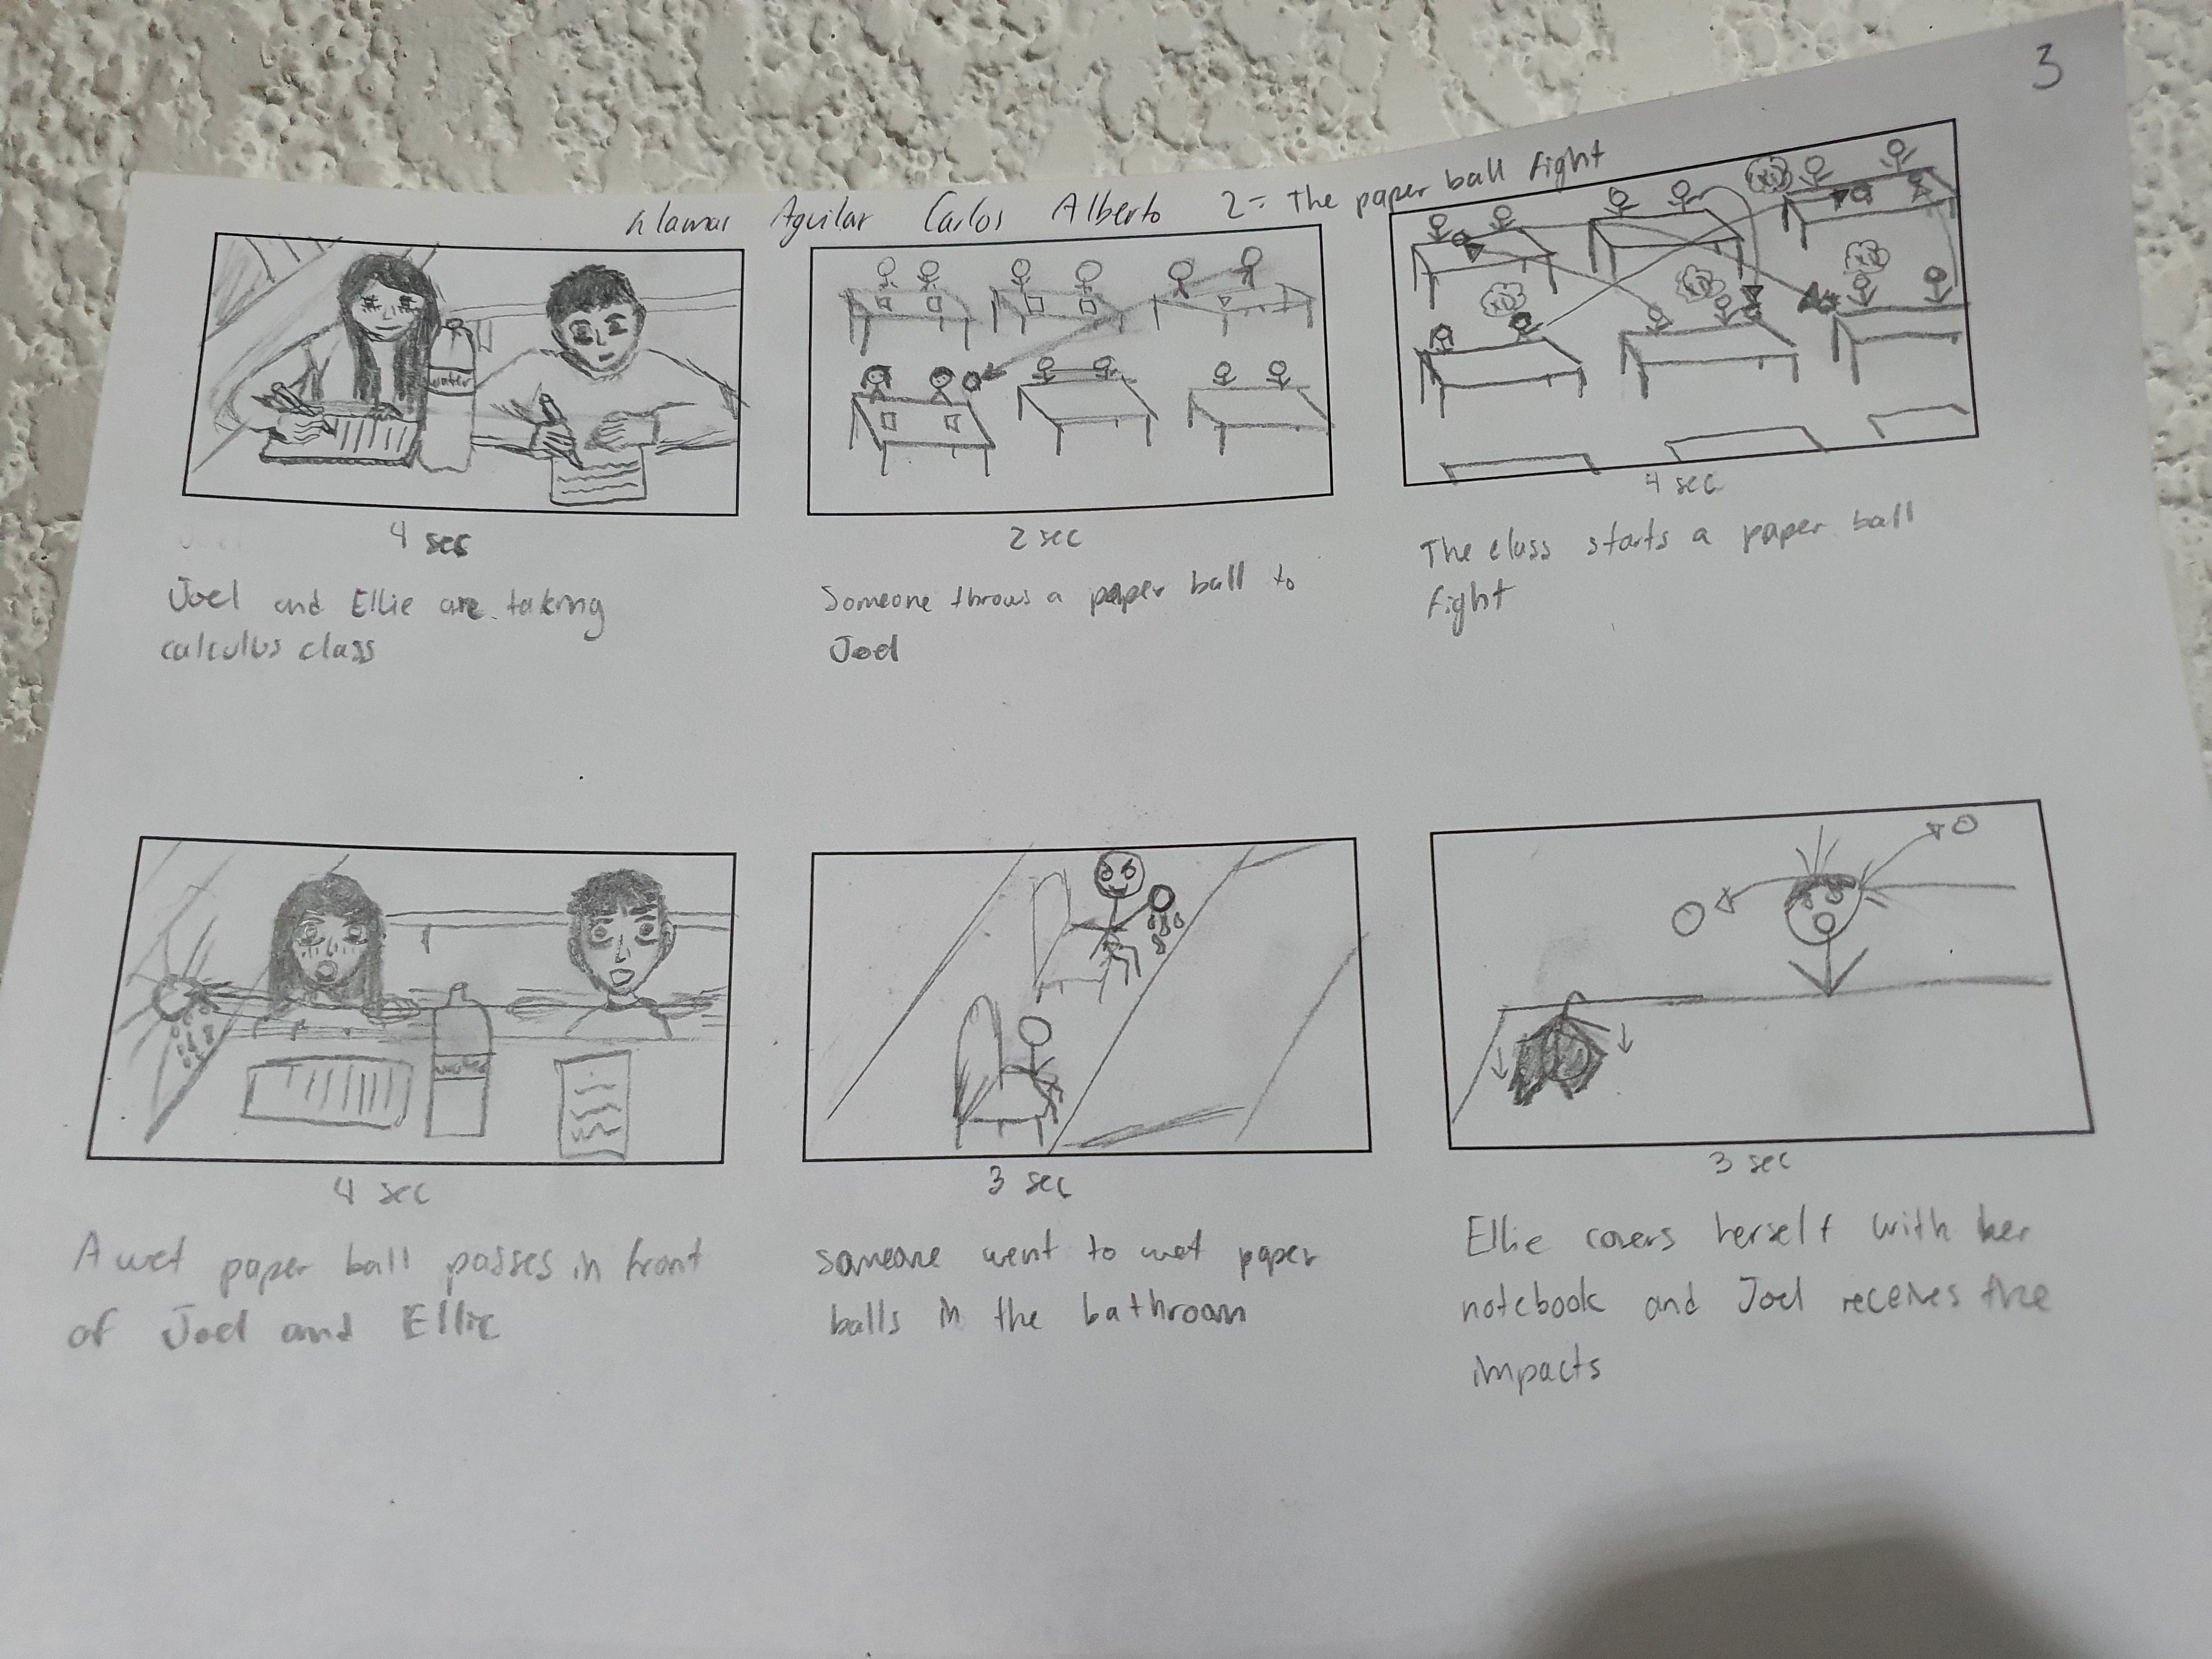 3
Aguilar Carlos Alberto 2- The paper ball fight
water
4 sec
2 sec
4 sec
Joel and Ellie are taking
calculus class
Someone throws a paper ball to
Joel
The class starts a paper ball
fight
4 sec
3 sec
3 sec
A wet paper ball passes in front
of Joel and Ellie
someone went to wet paper
balls in the bathroom
Ellie covers herself with her
notebook and Joel receives the
impacts